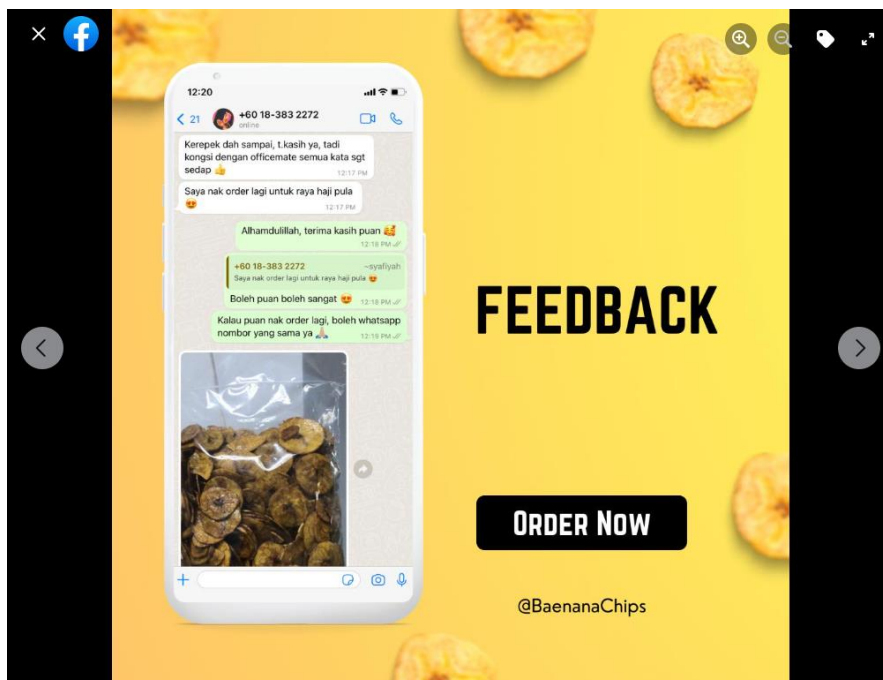 12:20
21
+60 18-383 2272
online
Kerepek dah sampai, t.kasih ya, tadi
kongsi dengan officemate semua kata sgt
sedap 👍
12:17 PM
Saya nak order lagi untuk raya haji pula
😍
12:17 PM
Alhamdulillah, terima kasih puan 🥰
12:18 PM
+60 18-383 2272 ~syafiyah
Saya nak order lagi untuk raya haji pula 😍
Boleh puan boleh sangat 😍 12:18 PM
Kalau puan nak order lagi, boleh whatsapp
nombor yang sama ya 🙏🏼 12:19 PM
FEEDBACK
ORDER NOW
@BaenanaChips